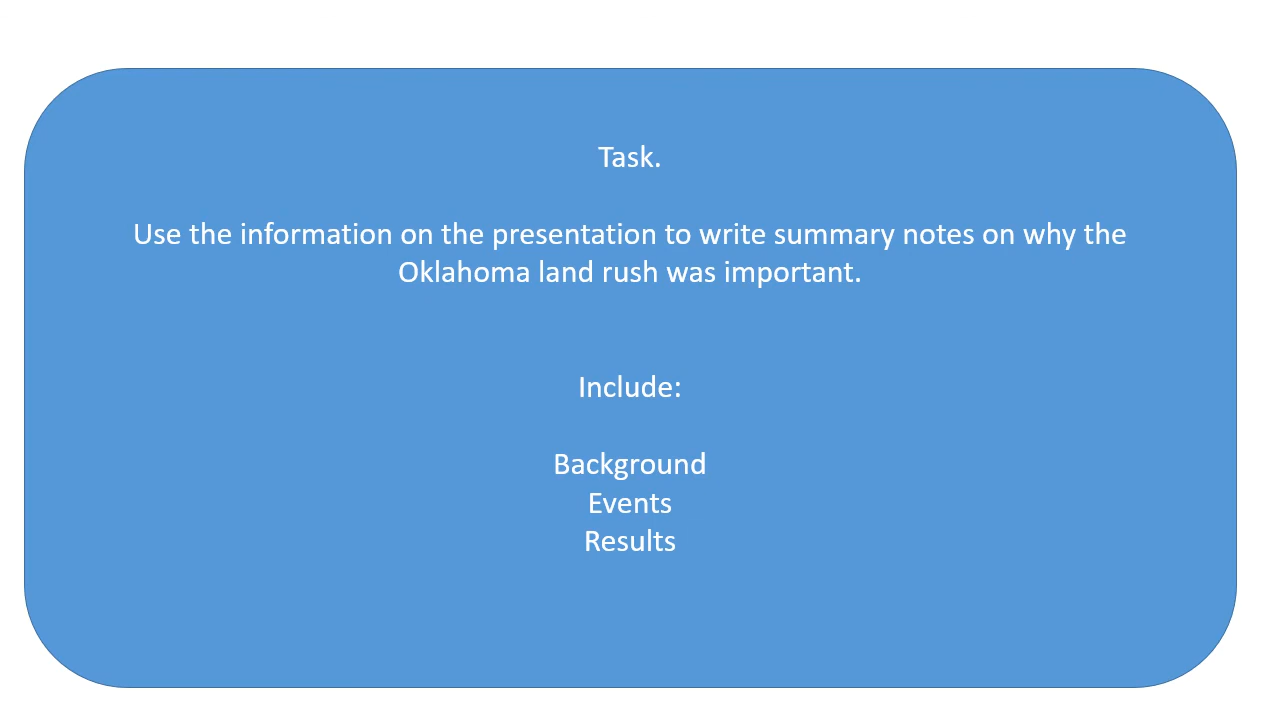 Task.
Use the information on the presentation to write summary notes on why the
Oklahoma land rush was important.
Include:
Background
Events
Results